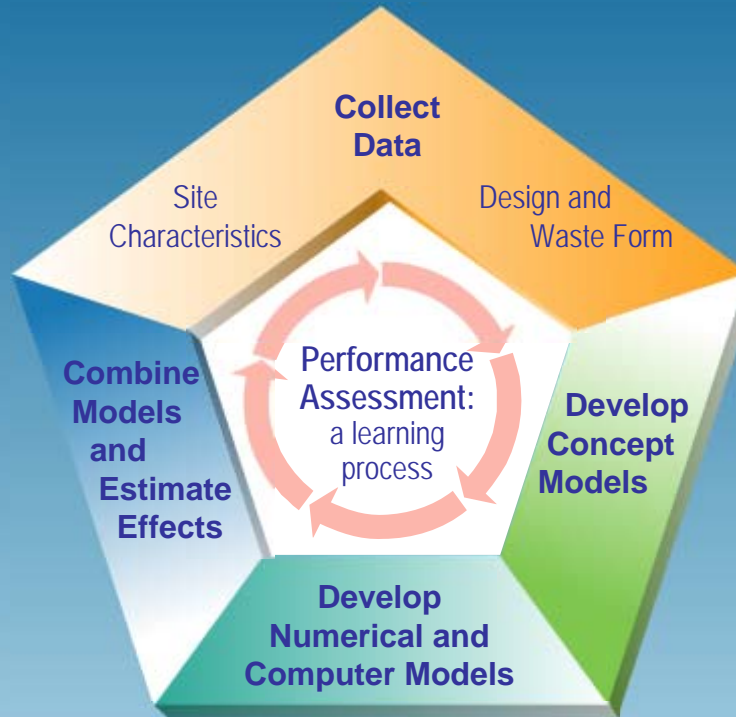 Collect
Data
Site
Characteristics
Design and
Waste Form
Performance
Assessment:
a learning
process
Develop
Concept
Models
Develop
Numerical and
Computer Models
Combine
Models
and
Estimate
Effects